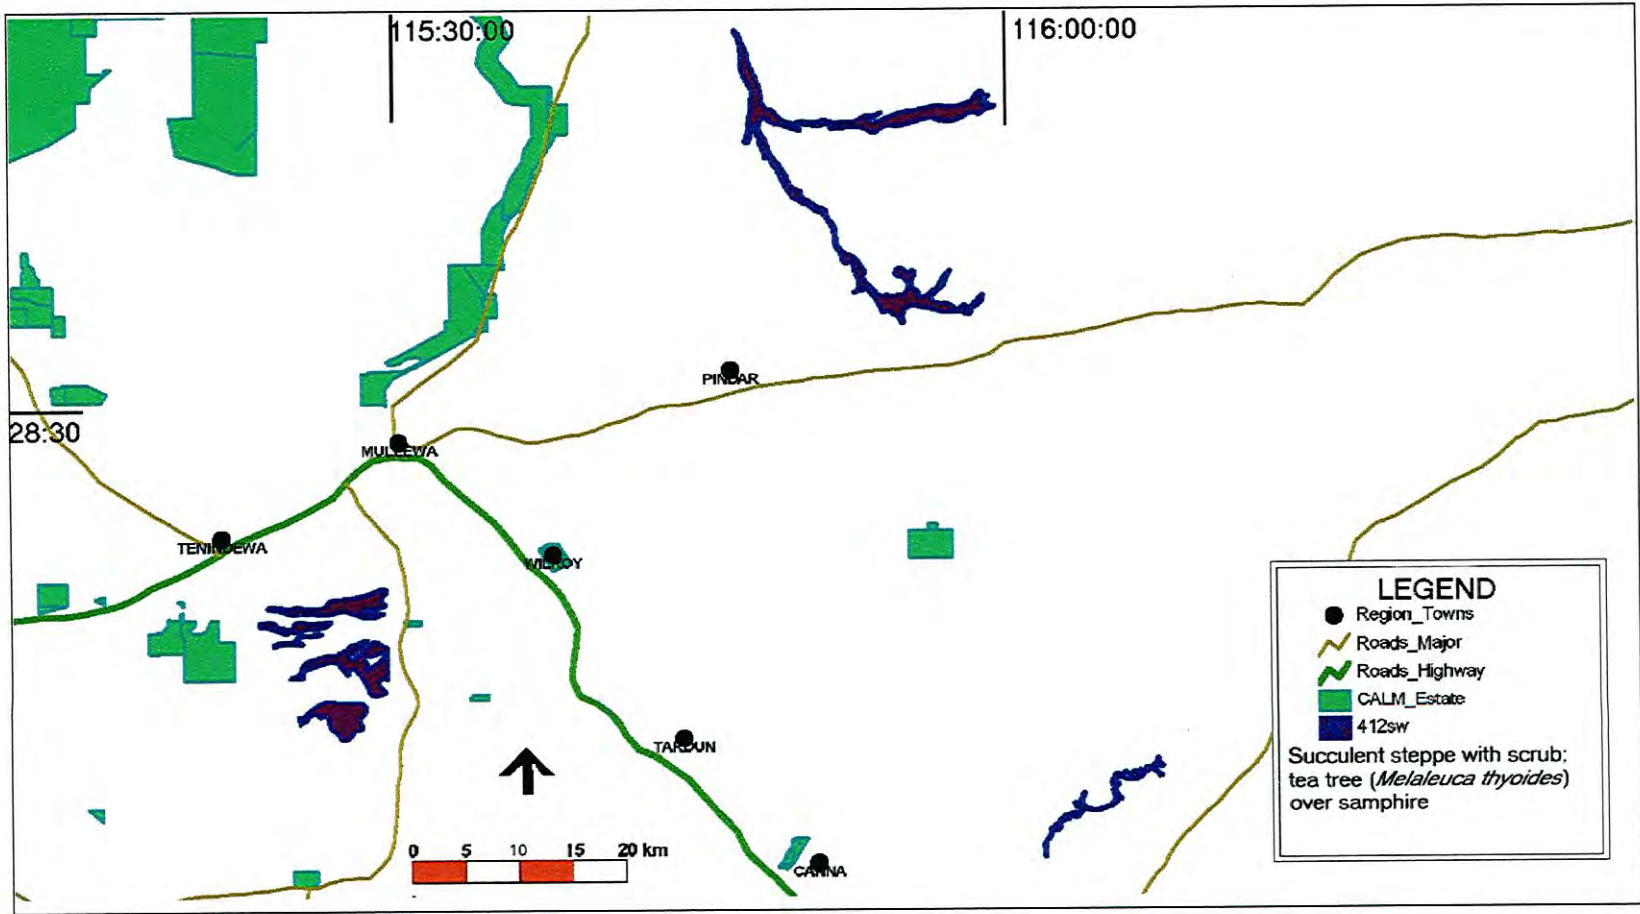 115:30:00
116:00:00
28:30
PINDAR
MULLEWA
TENINDEWA
WILROY
TARDUN
CANNA
0 5 10 15 20 km
LEGEND
Region_Towns
Roads_Major
Roads_Highway
CALM_Estate
412sw
Succulent steppe with scrub;
tea tree (Melaleuca thyoides)
over samphire